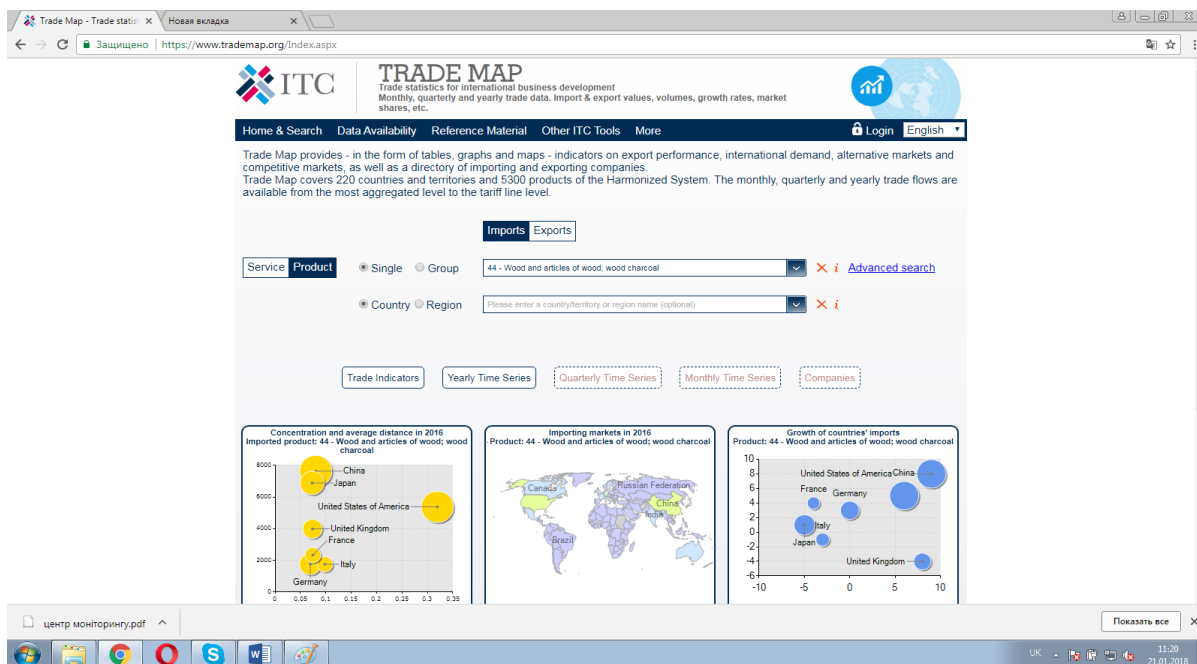 Trade Map - Trade statis
Новая вкладка
Защищено https://www.trademap.org/Index.aspx
ITC
TRADE MAP
Trade statistics for international business development
Monthly, quarterly and yearly trade data. Import & export values, volumes, growth rates, market
shares, etc.
Home & Search Data Availability Reference Material Other ITC Tools More Login English
Trade Map provides - in the form of tables, graphs and maps - indicators on export performance, international demand, alternative markets and
competitive markets, as well as a directory of importing and exporting companies.
Trade Map covers 220 countries and territories and 5300 products of the Harmonized System. The monthly, quarterly and yearly trade flows are
available from the most aggregated level to the tariff line level.
Imports Exports
Service Product Single Group 44 - Wood and articles of wood; wood charcoal i Advanced search
Country Region Please enter a country/territory or region name (optional) i
Trade Indicators Yearly Time Series Quarterly Time Series Monthly Time Series Companies
Concentration and average distance in 2016
Imported product: 44 - Wood and articles of wood; wood
charcoal
8000
China
Japan
6000
United States of America
4000
United Kingdom
France
2000
Italy
Germany
0
0 0.05 0.1 0.15 0.2 0.25 0.3 0.35
Importing markets in 2016
Product: 44 - Wood and articles of wood; wood charcoal
Canada
Russian Federation
China
India
Brazil
Growth of countries' imports
Product: 44 - Wood and articles of wood; wood charcoal
10
8
United States of America China
6
France Germany
4
2
0
Italy
-2
Japan
-4
United Kingdom
-6
-10 -5 0 5 10
центр моніторингу.pdf
Показать все
UK
11:20
21.01.2018